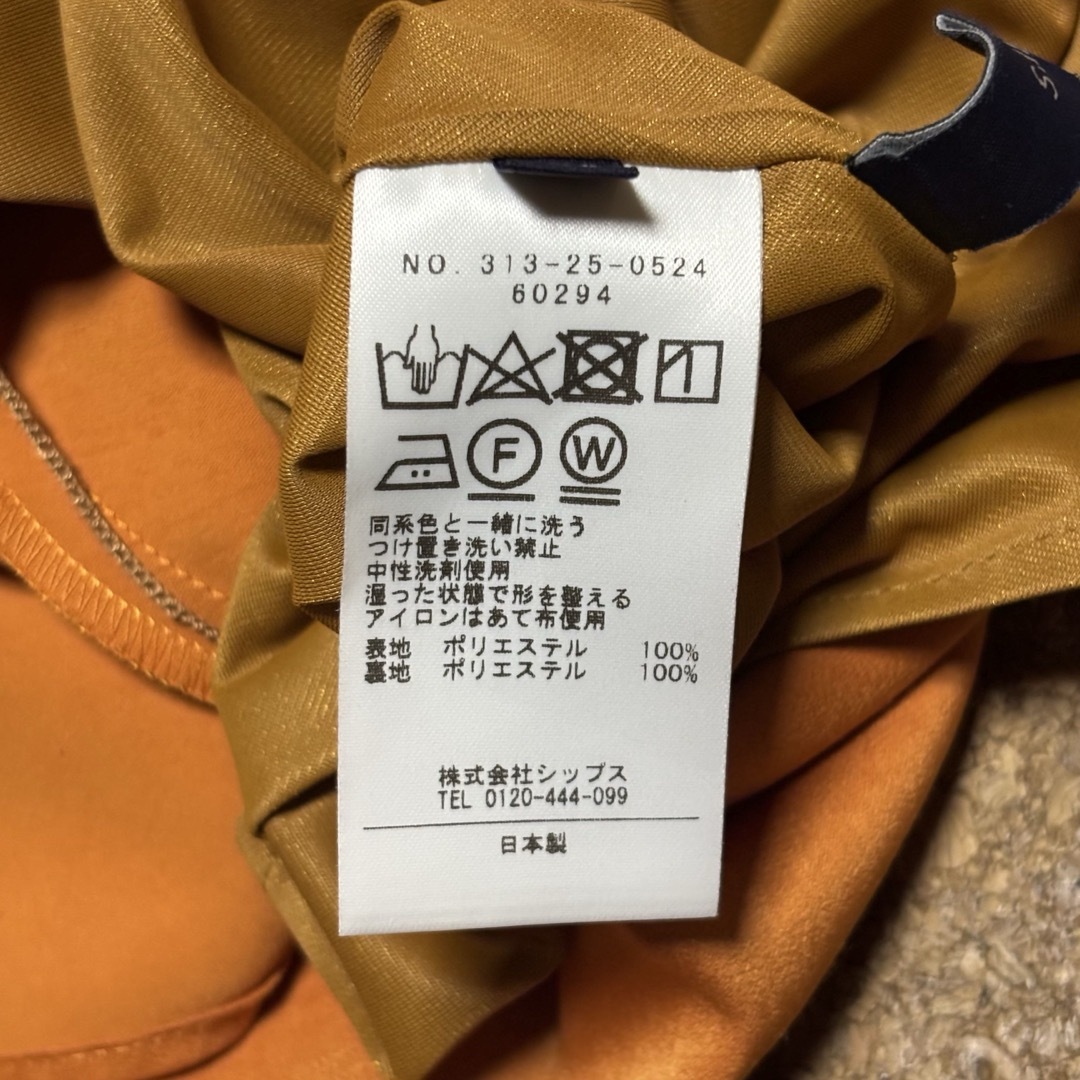 NO. 313-25-0524
60294
F
W
同系色と一緒に洗う
つけ置き洗い禁止
中性洗剤使用
湿った状態で形を整える
アイロンはあて布使用
表地 ポリエステル 100%
裏地 ポリエステル 100%
株式会社シップス
TEL 0120-444-099
日本製